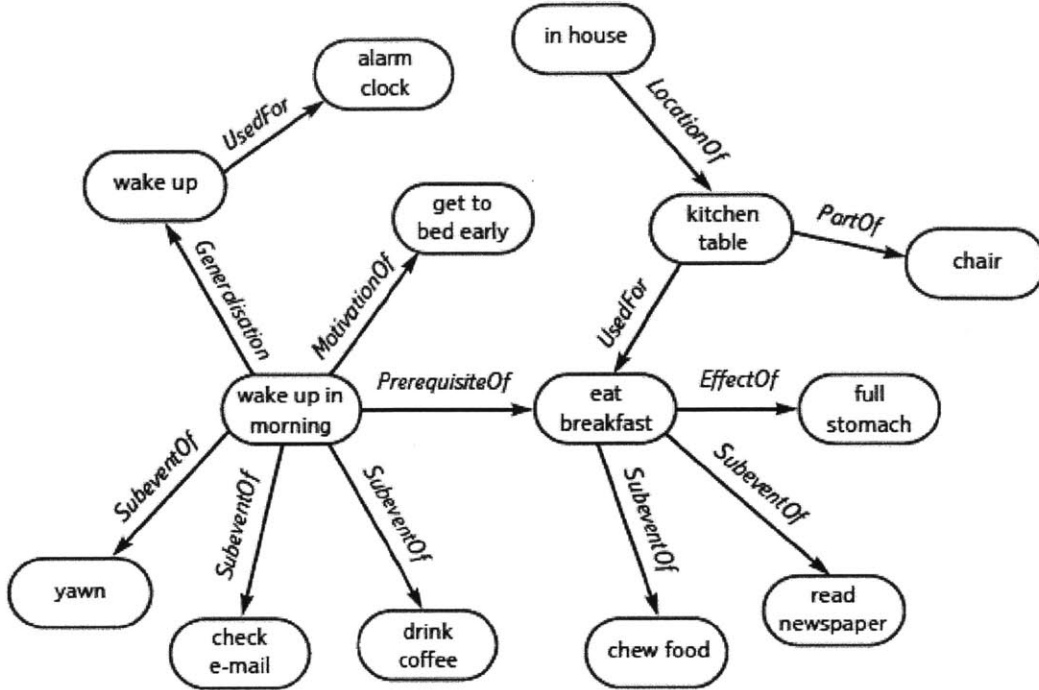 in house
alarm
clock
UsedFor
LocationOf
wake up
get to
bed early
kitchen
table
PartOf
chair
Generalisation
MotivationOf
UsedFor
wake up in
morning
PrerequisiteOf
eat
breakfast
EffectOf
full
stomach
SubeventOf
SubeventOf
SubeventOf
SubeventOf
SubeventOf
yawn
check
e-mail
drink
coffee
chew food
read
newspaper